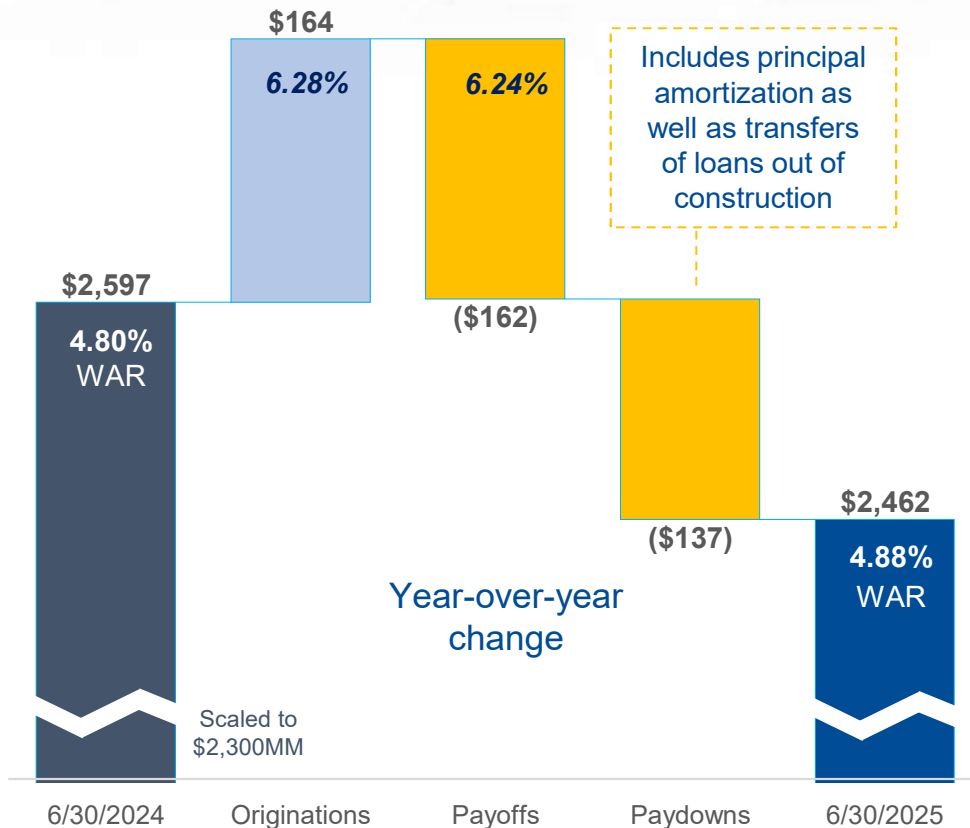 $164
6.28%
6.24%
Includes principal
amortization as
well as transfers
of loans out of
construction
$2,597
4.80%
WAR
($162)
($137)
$2,462
4.88%
WAR
Year-over-year
change
Scaled to
$2,300MM
6/30/2024
Originations
Payoffs
Paydowns
6/30/2025